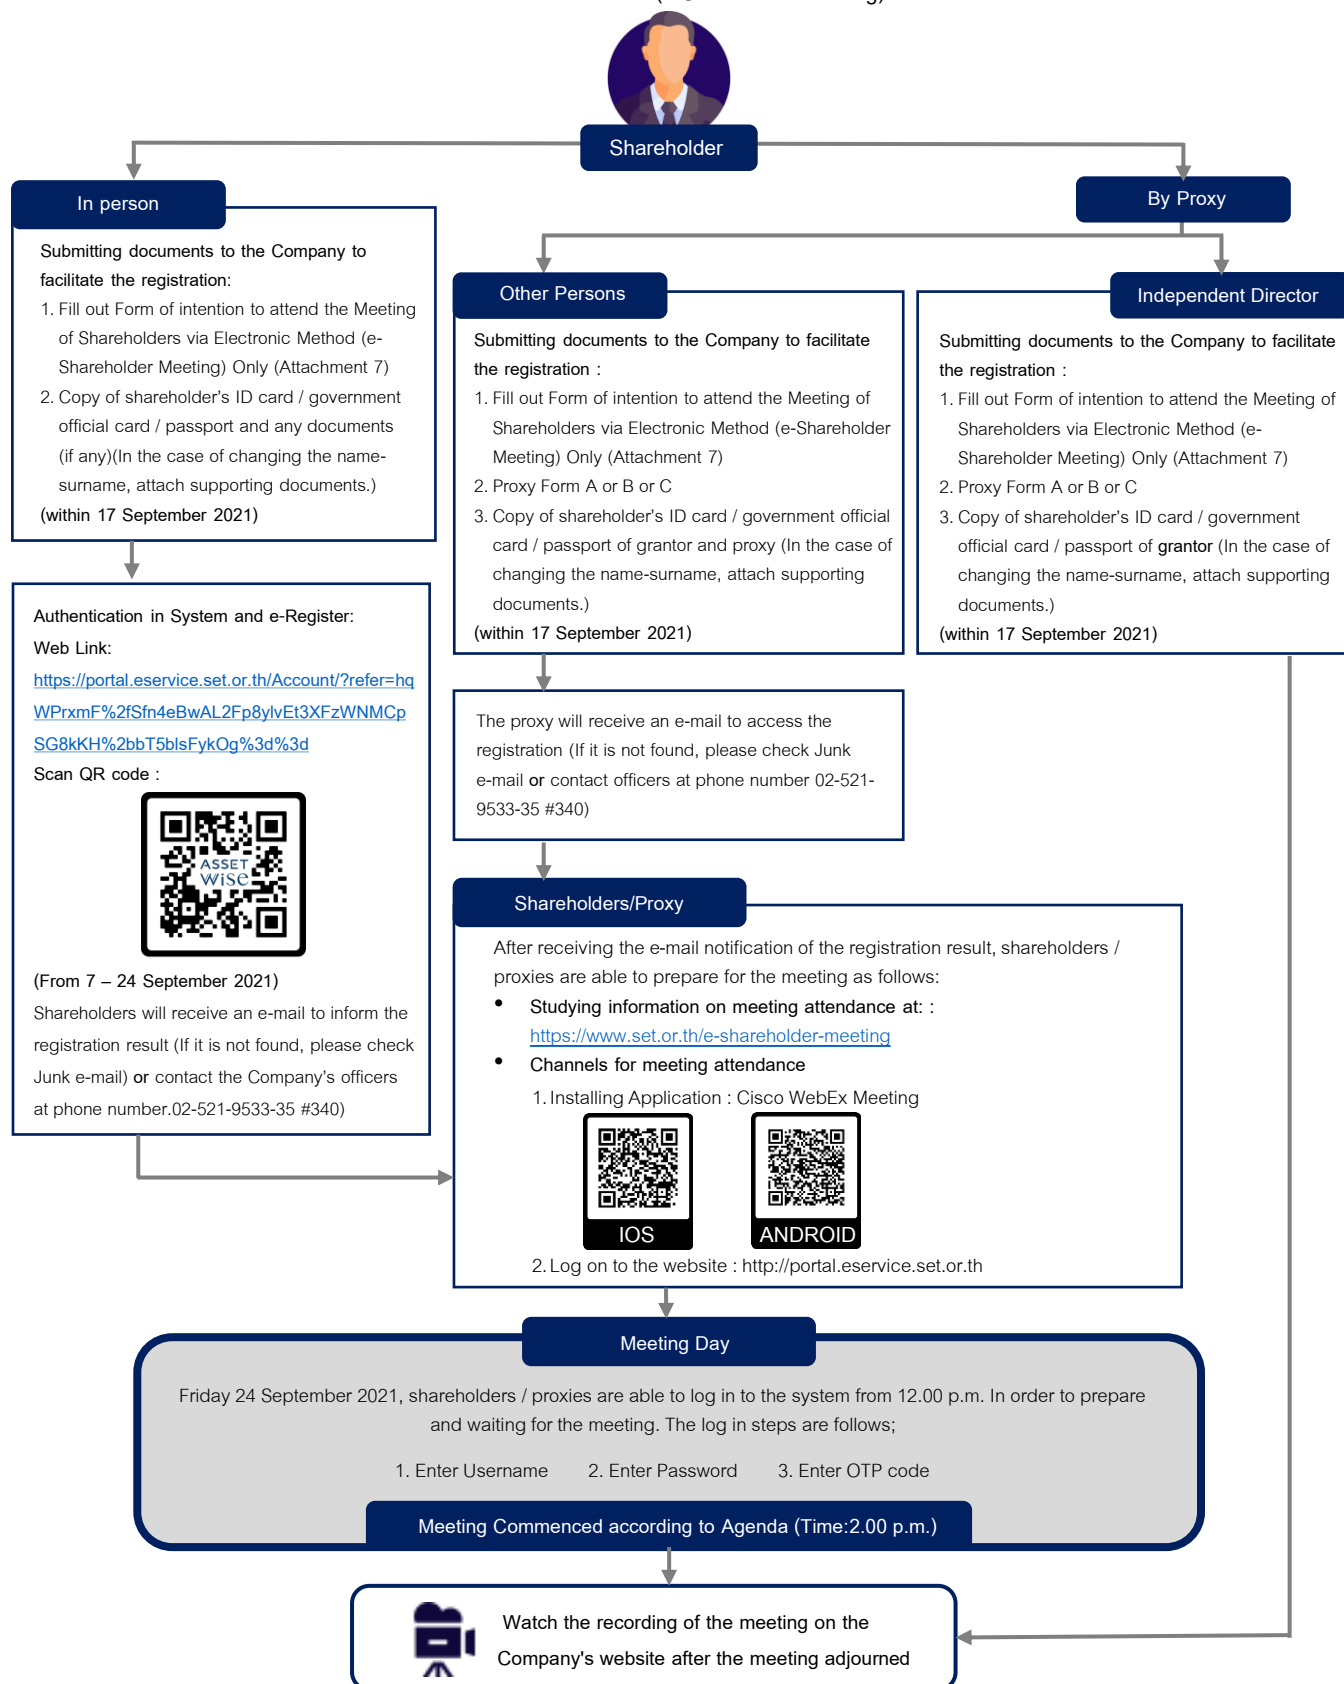 Shareholder
In person
Submitting documents to the Company to
facilitate the registration:
1. Fill out Form of intention to attend the Meeting
of Shareholders via Electronic Method (e-
Shareholder Meeting) Only (Attachment 7)
2. Copy of shareholder's ID card / government
official card / passport and any documents
(if any)(In the case of changing the name-
surname, attach supporting documents.)
(within 17 September 2021)
Authentication in System and e-Register:
Web Link:
https://portal.eservice.set.or.th/Account/?refer=hq
WPrxmF%2fSfn4eBwAL2Fp8ylvEt3XFzWNMCp
SG8kKH%2bbT5blsFykOg%3d%3d
Scan QR code :
ASSET
WISE
(From 7 – 24 September 2021)
Shareholders will receive an e-mail to inform the
registration result (If it is not found, please check
Junk e-mail) or contact the Company's officers
at phone number.02-521-9533-35 #340)
By Proxy
Other Persons
Submitting documents to the Company to facilitate
the registration :
1. Fill out Form of intention to attend the Meeting of
Shareholders via Electronic Method (e-Shareholder
Meeting) Only (Attachment 7)
2. Proxy Form A or B or C
3. Copy of shareholder's ID card / government official
card / passport of grantor and proxy (In the case of
changing the name-surname, attach supporting
documents.)
(within 17 September 2021)
The proxy will receive an e-mail to access the
registration (If it is not found, please check Junk
e-mail or contact officers at phone number 02-521-
9533-35 #340)
Independent Director
Submitting documents to the Company to facilitate
the registration :
1. Fill out Form of intention to attend the Meeting of
Shareholders via Electronic Method (e-
Shareholder Meeting) Only (Attachment 7)
2. Proxy Form A or B or C
3. Copy of shareholder's ID card / government
official card / passport of grantor (In the case of
changing the name-surname, attach supporting
documents.)
(within 17 September 2021)
Shareholders/Proxy
After receiving the e-mail notification of the registration result, shareholders /
proxies are able to prepare for the meeting as follows:
• Studying information on meeting attendance at: :
https://www.set.or.th/e-shareholder-meeting
• Channels for meeting attendance
1. Installing Application : Cisco WebEx Meeting
IOS
ANDROID
2. Log on to the website : http://portal.eservice.set.or.th
Meeting Day
Friday 24 September 2021, shareholders / proxies are able to log in to the system from 12.00 p.m. In order to prepare
and waiting for the meeting. The log in steps are follows;
1. Enter Username 2. Enter Password 3. Enter OTP code
Meeting Commenced according to Agenda (Time:2.00 p.m.)
Watch the recording of the meeting on the
Company's website after the meeting adjourned